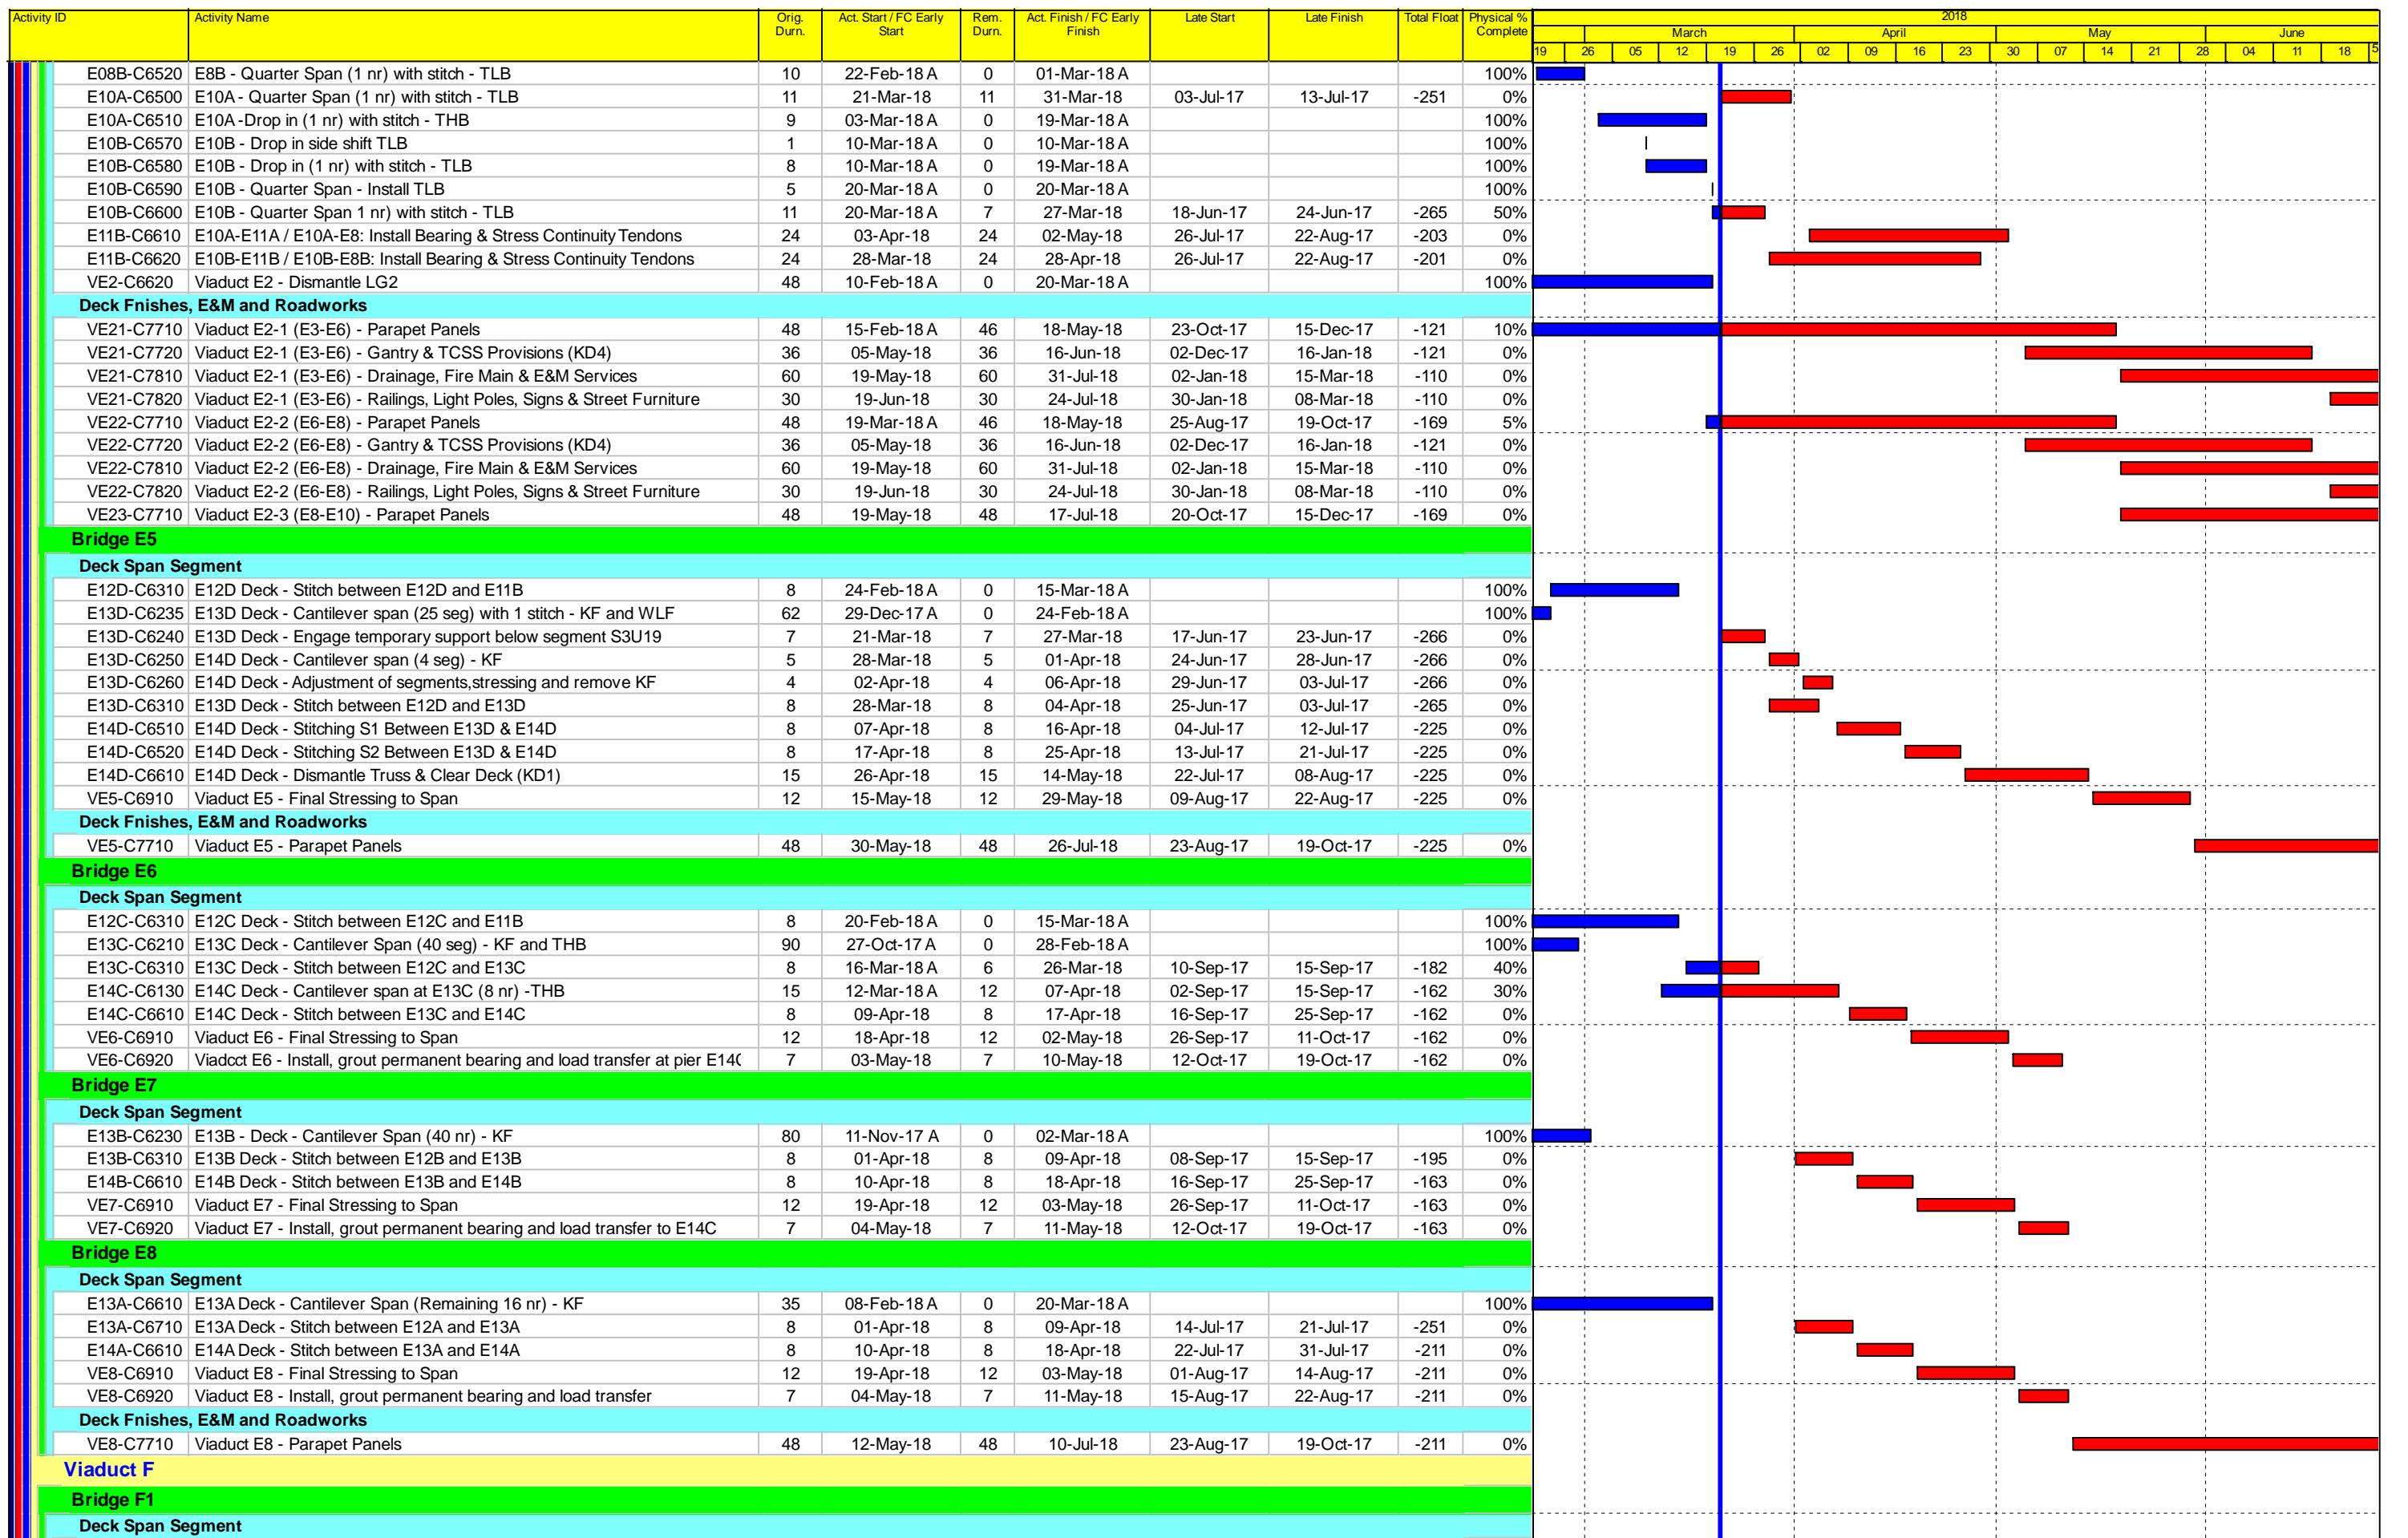 Activity ID Activity Name Orig. Durn. Act. Start / FC Early Start Rem. Durn. Act. Finish / FC Early Finish Late Start Late Finish Total Float Physical % Complete 2018
March April May June
19 26 05 12 19 26 02 09 16 23 30 07 14 21 28 04 11 18 5
E08B-C6520 E8B - Quarter Span (1 nr) with stitch - TLB 10 22-Feb-18 A 0 01-Mar-18 A 100%
E10A-C6500 E10A - Quarter Span (1 nr) with stitch - TLB 11 21-Mar-18 11 31-Mar-18 03-Jul-17 13-Jul-17 -251 0%
E10A-C6510 E10A -Drop in (1 nr) with stitch - THB 9 03-Mar-18 A 0 19-Mar-18 A 100%
E10B-C6570 E10B - Drop in side shift TLB 1 10-Mar-18 A 0 10-Mar-18 A 100%
E10B-C6580 E10B - Drop in (1 nr) with stitch - TLB 8 10-Mar-18 A 0 19-Mar-18 A 100%
E10B-C6590 E10B - Quarter Span - Install TLB 5 20-Mar-18 A 0 20-Mar-18 A 100%
E10B-C6600 E10B - Quarter Span 1 nr) with stitch - TLB 11 20-Mar-18 A 7 27-Mar-18 18-Jun-17 24-Jun-17 -265 50%
E11B-C6610 E10A-E11A / E10A-E8: Install Bearing & Stress Continuity Tendons 24 03-Apr-18 24 02-May-18 26-Jul-17 22-Aug-17 -203 0%
E11B-C6620 E10B-E11B / E10B-E8B: Install Bearing & Stress Continuity Tendons 24 28-Mar-18 24 28-Apr-18 26-Jul-17 22-Aug-17 -201 0%
VE2-C6620 Viaduct E2 - Dismantle LG2 48 10-Feb-18 A 0 20-Mar-18 A 100%
Deck Fnishes, E&M and Roadworks
VE21-C7710 Viaduct E2-1 (E3-E6) - Parapet Panels 48 15-Feb-18 A 46 18-May-18 23-Oct-17 15-Dec-17 -121 10%
VE21-C7720 Viaduct E2-1 (E3-E6) - Gantry & TCSS Provisions (KD4) 36 05-May-18 36 16-Jun-18 02-Dec-17 16-Jan-18 -121 0%
VE21-C7810 Viaduct E2-1 (E3-E6) - Drainage, Fire Main & E&M Services 60 19-May-18 60 31-Jul-18 02-Jan-18 15-Mar-18 -110 0%
VE21-C7820 Viaduct E2-1 (E3-E6) - Railings, Light Poles, Signs & Street Furniture 30 19-Jun-18 30 24-Jul-18 30-Jan-18 08-Mar-18 -110 0%
VE22-C7710 Viaduct E2-2 (E6-E8) - Parapet Panels 48 19-Mar-18 A 46 18-May-18 25-Aug-17 19-Oct-17 -169 5%
VE22-C7720 Viaduct E2-2 (E6-E8) - Gantry & TCSS Provisions (KD4) 36 05-May-18 36 16-Jun-18 02-Dec-17 16-Jan-18 -121 0%
VE22-C7810 Viaduct E2-2 (E6-E8) - Drainage, Fire Main & E&M Services 60 19-May-18 60 31-Jul-18 02-Jan-18 15-Mar-18 -110 0%
VE22-C7820 Viaduct E2-2 (E6-E8) - Railings, Light Poles, Signs & Street Furniture 30 19-Jun-18 30 24-Jul-18 30-Jan-18 08-Mar-18 -110 0%
VE23-C7710 Viaduct E2-3 (E8-E10) - Parapet Panels 48 19-May-18 48 17-Jul-18 20-Oct-17 15-Dec-17 -169 0%
Bridge E5
Deck Span Segment
E12D-C6310 E12D Deck - Stitch between E12D and E11B 8 24-Feb-18 A 0 15-Mar-18 A 100%
E13D-C6235 E13D Deck - Cantilever span (25 seg) with 1 stitch - KF and WLF 62 29-Dec-17 A 0 24-Feb-18 A 100%
E13D-C6240 E13D Deck - Engage temporary support below segment S3U19 7 21-Mar-18 7 27-Mar-18 17-Jun-17 23-Jun-17 -266 0%
E13D-C6250 E14D Deck - Cantilever span (4 seg) - KF 5 28-Mar-18 5 01-Apr-18 24-Jun-17 28-Jun-17 -266 0%
E13D-C6260 E14D Deck - Adjustment of segments,stressing and remove KF 4 02-Apr-18 4 06-Apr-18 29-Jun-17 03-Jul-17 -266 0%
E13D-C6310 E13D Deck - Stitch between E12D and E13D 8 28-Mar-18 8 04-Apr-18 25-Jun-17 03-Jul-17 -265 0%
E14D-C6510 E14D Deck - Stitching S1 Between E13D & E14D 8 07-Apr-18 8 16-Apr-18 04-Jul-17 12-Jul-17 -225 0%
E14D-C6520 E14D Deck - Stitching S2 Between E13D & E14D 8 17-Apr-18 8 25-Apr-18 13-Jul-17 21-Jul-17 -225 0%
E14D-C6610 E14D Deck - Dismantle Truss & Clear Deck (KD1) 15 26-Apr-18 15 14-May-18 22-Jul-17 08-Aug-17 -225 0%
VE5-C6910 Viaduct E5 - Final Stressing to Span 12 15-May-18 12 29-May-18 09-Aug-17 22-Aug-17 -225 0%
Deck Fnishes, E&M and Roadworks
VE5-C7710 Viaduct E5 - Parapet Panels 48 30-May-18 48 26-Jul-18 23-Aug-17 19-Oct-17 -225 0%
Bridge E6
Deck Span Segment
E12C-C6310 E12C Deck - Stitch between E12C and E11B 8 20-Feb-18 A 0 15-Mar-18 A 100%
E13C-C6210 E13C Deck - Cantilever Span (40 seg) - KF and THB 90 27-Oct-17 A 0 28-Feb-18 A 100%
E13C-C6310 E13C Deck - Stitch between E12C and E13C 8 16-Mar-18 A 6 26-Mar-18 10-Sep-17 15-Sep-17 -182 40%
E14C-C6130 E14C Deck - Cantilever span at E13C (8 nr) -THB 15 12-Mar-18 A 12 07-Apr-18 02-Sep-17 15-Sep-17 -162 30%
E14C-C6610 E14C Deck - Stitch between E13C and E14C 8 09-Apr-18 8 17-Apr-18 16-Sep-17 25-Sep-17 -162 0%
VE6-C6910 Viaduct E6 - Final Stressing to Span 12 18-Apr-18 12 02-May-18 26-Sep-17 11-Oct-17 -162 0%
VE6-C6920 Viadcct E6 - Install, grout permanent bearing and load transfer at pier E14C 7 03-May-18 7 10-May-18 12-Oct-17 19-Oct-17 -162 0%
Bridge E7
Deck Span Segment
E13B-C6230 E13B - Deck - Cantilever Span (40 nr) - KF 80 11-Nov-17 A 0 02-Mar-18 A 100%
E13B-C6310 E13B Deck - Stitch between E12B and E13B 8 01-Apr-18 8 09-Apr-18 08-Sep-17 15-Sep-17 -195 0%
E14B-C6610 E14B Deck - Stitch between E13B and E14B 8 10-Apr-18 8 18-Apr-18 16-Sep-17 25-Sep-17 -163 0%
VE7-C6910 Viaduct E7 - Final Stressing to Span 12 19-Apr-18 12 03-May-18 26-Sep-17 11-Oct-17 -163 0%
VE7-C6920 Viaduct E7 - Install, grout permanent bearing and load transfer to E14C 7 04-May-18 7 11-May-18 12-Oct-17 19-Oct-17 -163 0%
Bridge E8
Deck Span Segment
E13A-C6610 E13A Deck - Cantilever Span (Remaining 16 nr) - KF 35 08-Feb-18 A 0 20-Mar-18 A 100%
E13A-C6710 E13A Deck - Stitch between E12A and E13A 8 01-Apr-18 8 09-Apr-18 14-Jul-17 21-Jul-17 -251 0%
E14A-C6610 E14A Deck - Stitch between E13A and E14A 8 10-Apr-18 8 18-Apr-18 22-Jul-17 31-Jul-17 -211 0%
VE8-C6910 Viaduct E8 - Final Stressing to Span 12 19-Apr-18 12 03-May-18 01-Aug-17 14-Aug-17 -211 0%
VE8-C6920 Viaduct E8 - Install, grout permanent bearing and load transfer 7 04-May-18 7 11-May-18 15-Aug-17 22-Aug-17 -211 0%
Deck Fnishes, E&M and Roadworks
VE8-C7710 Viaduct E8 - Parapet Panels 48 12-May-18 48 10-Jul-18 23-Aug-17 19-Oct-17 -211 0%
Viaduct F
Bridge F1
Deck Span Segment